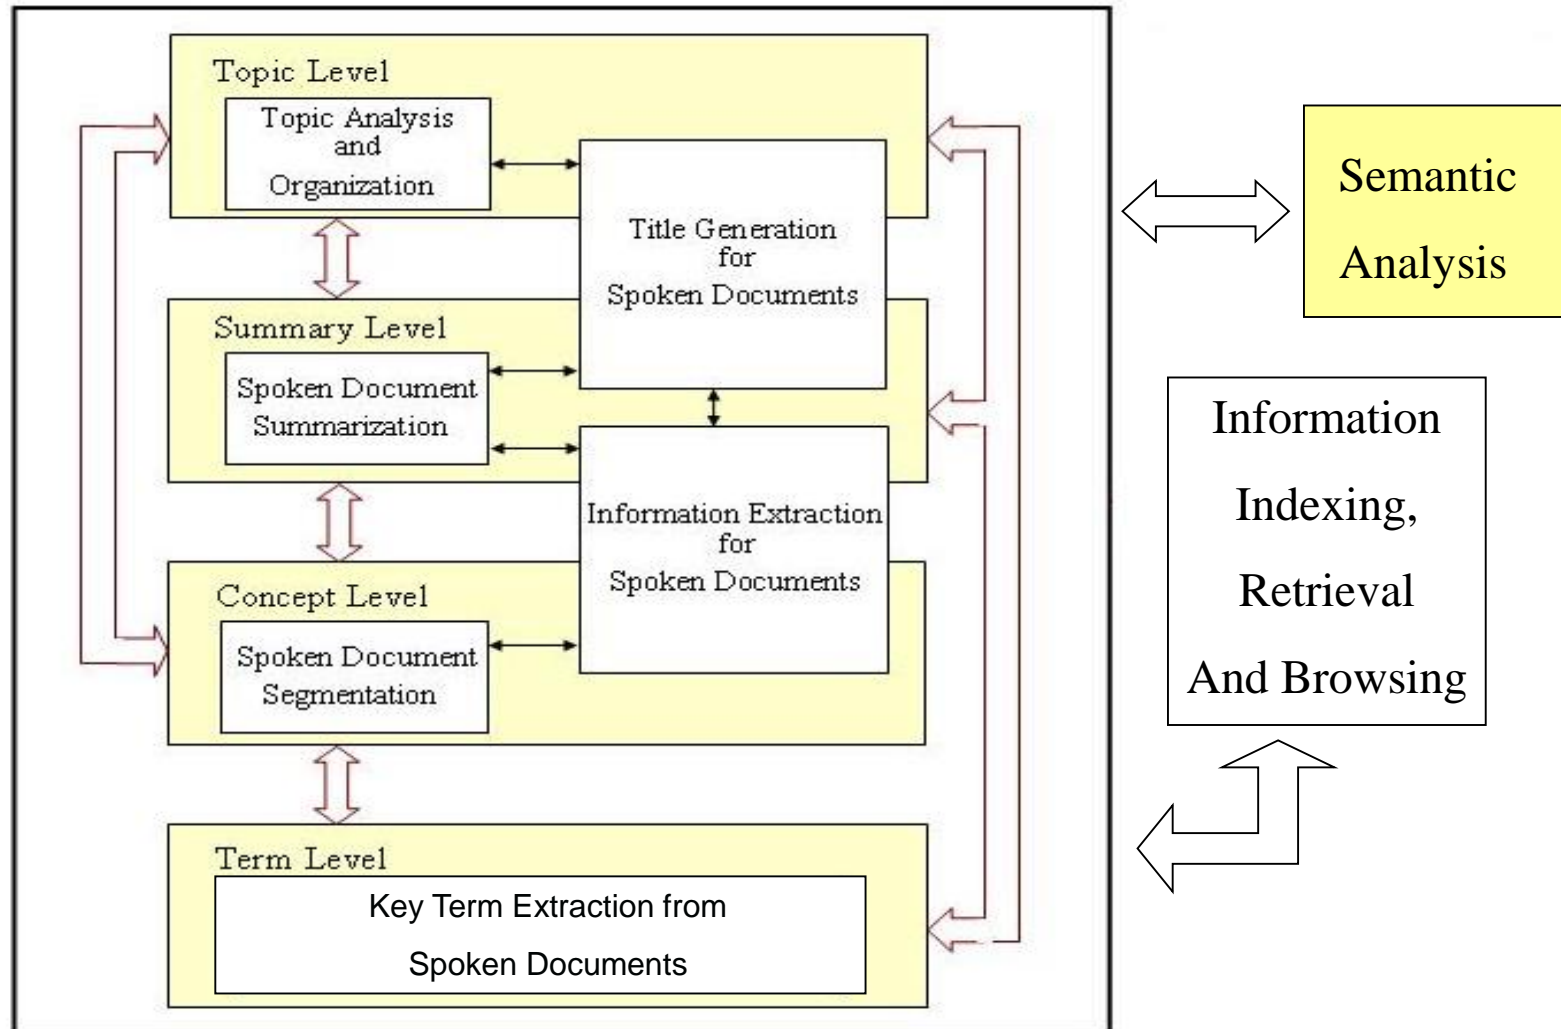 Topic Level
Topic Analysis
and
Organization
Title Generation
for
Spoken Documents
Summary Level
Spoken Document
Summarization
Information Extraction
for
Spoken Documents
Concept Level
Spoken Document
Segmentation
Term Level
Key Term Extraction from
Spoken Documents
Semantic
Analysis
Information
Indexing,
Retrieval
And Browsing